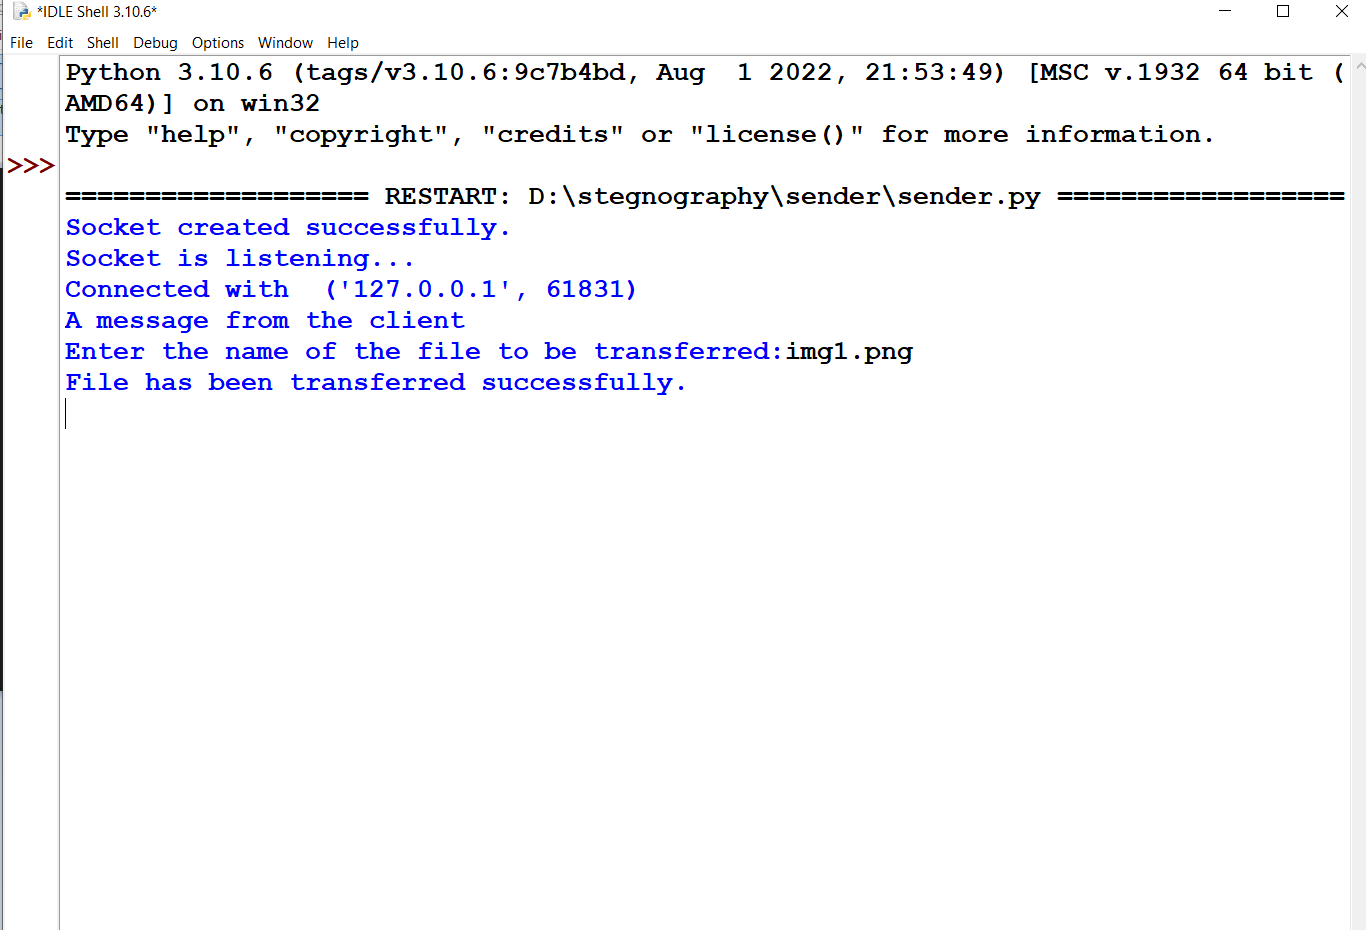 *IDLE Shell 3.10.6*
File Edit Shell Debug Options Window Help
Python 3.10.6 (tags/v3.10.6:9c7b4bd, Aug  1 2022, 21:53:49) [MSC v.1932 64 bit (
AMD64)] on win32
Type "help", "copyright", "credits" or "license()" for more information.
>>>
=================== RESTART: D:\stegnography\sender\sender.py ==================
Socket created successfully.
Socket is listening...
Connected with  ('127.0.0.1', 61831)
A message from the client
Enter the name of the file to be transferred:img1.png
File has been transferred successfully.